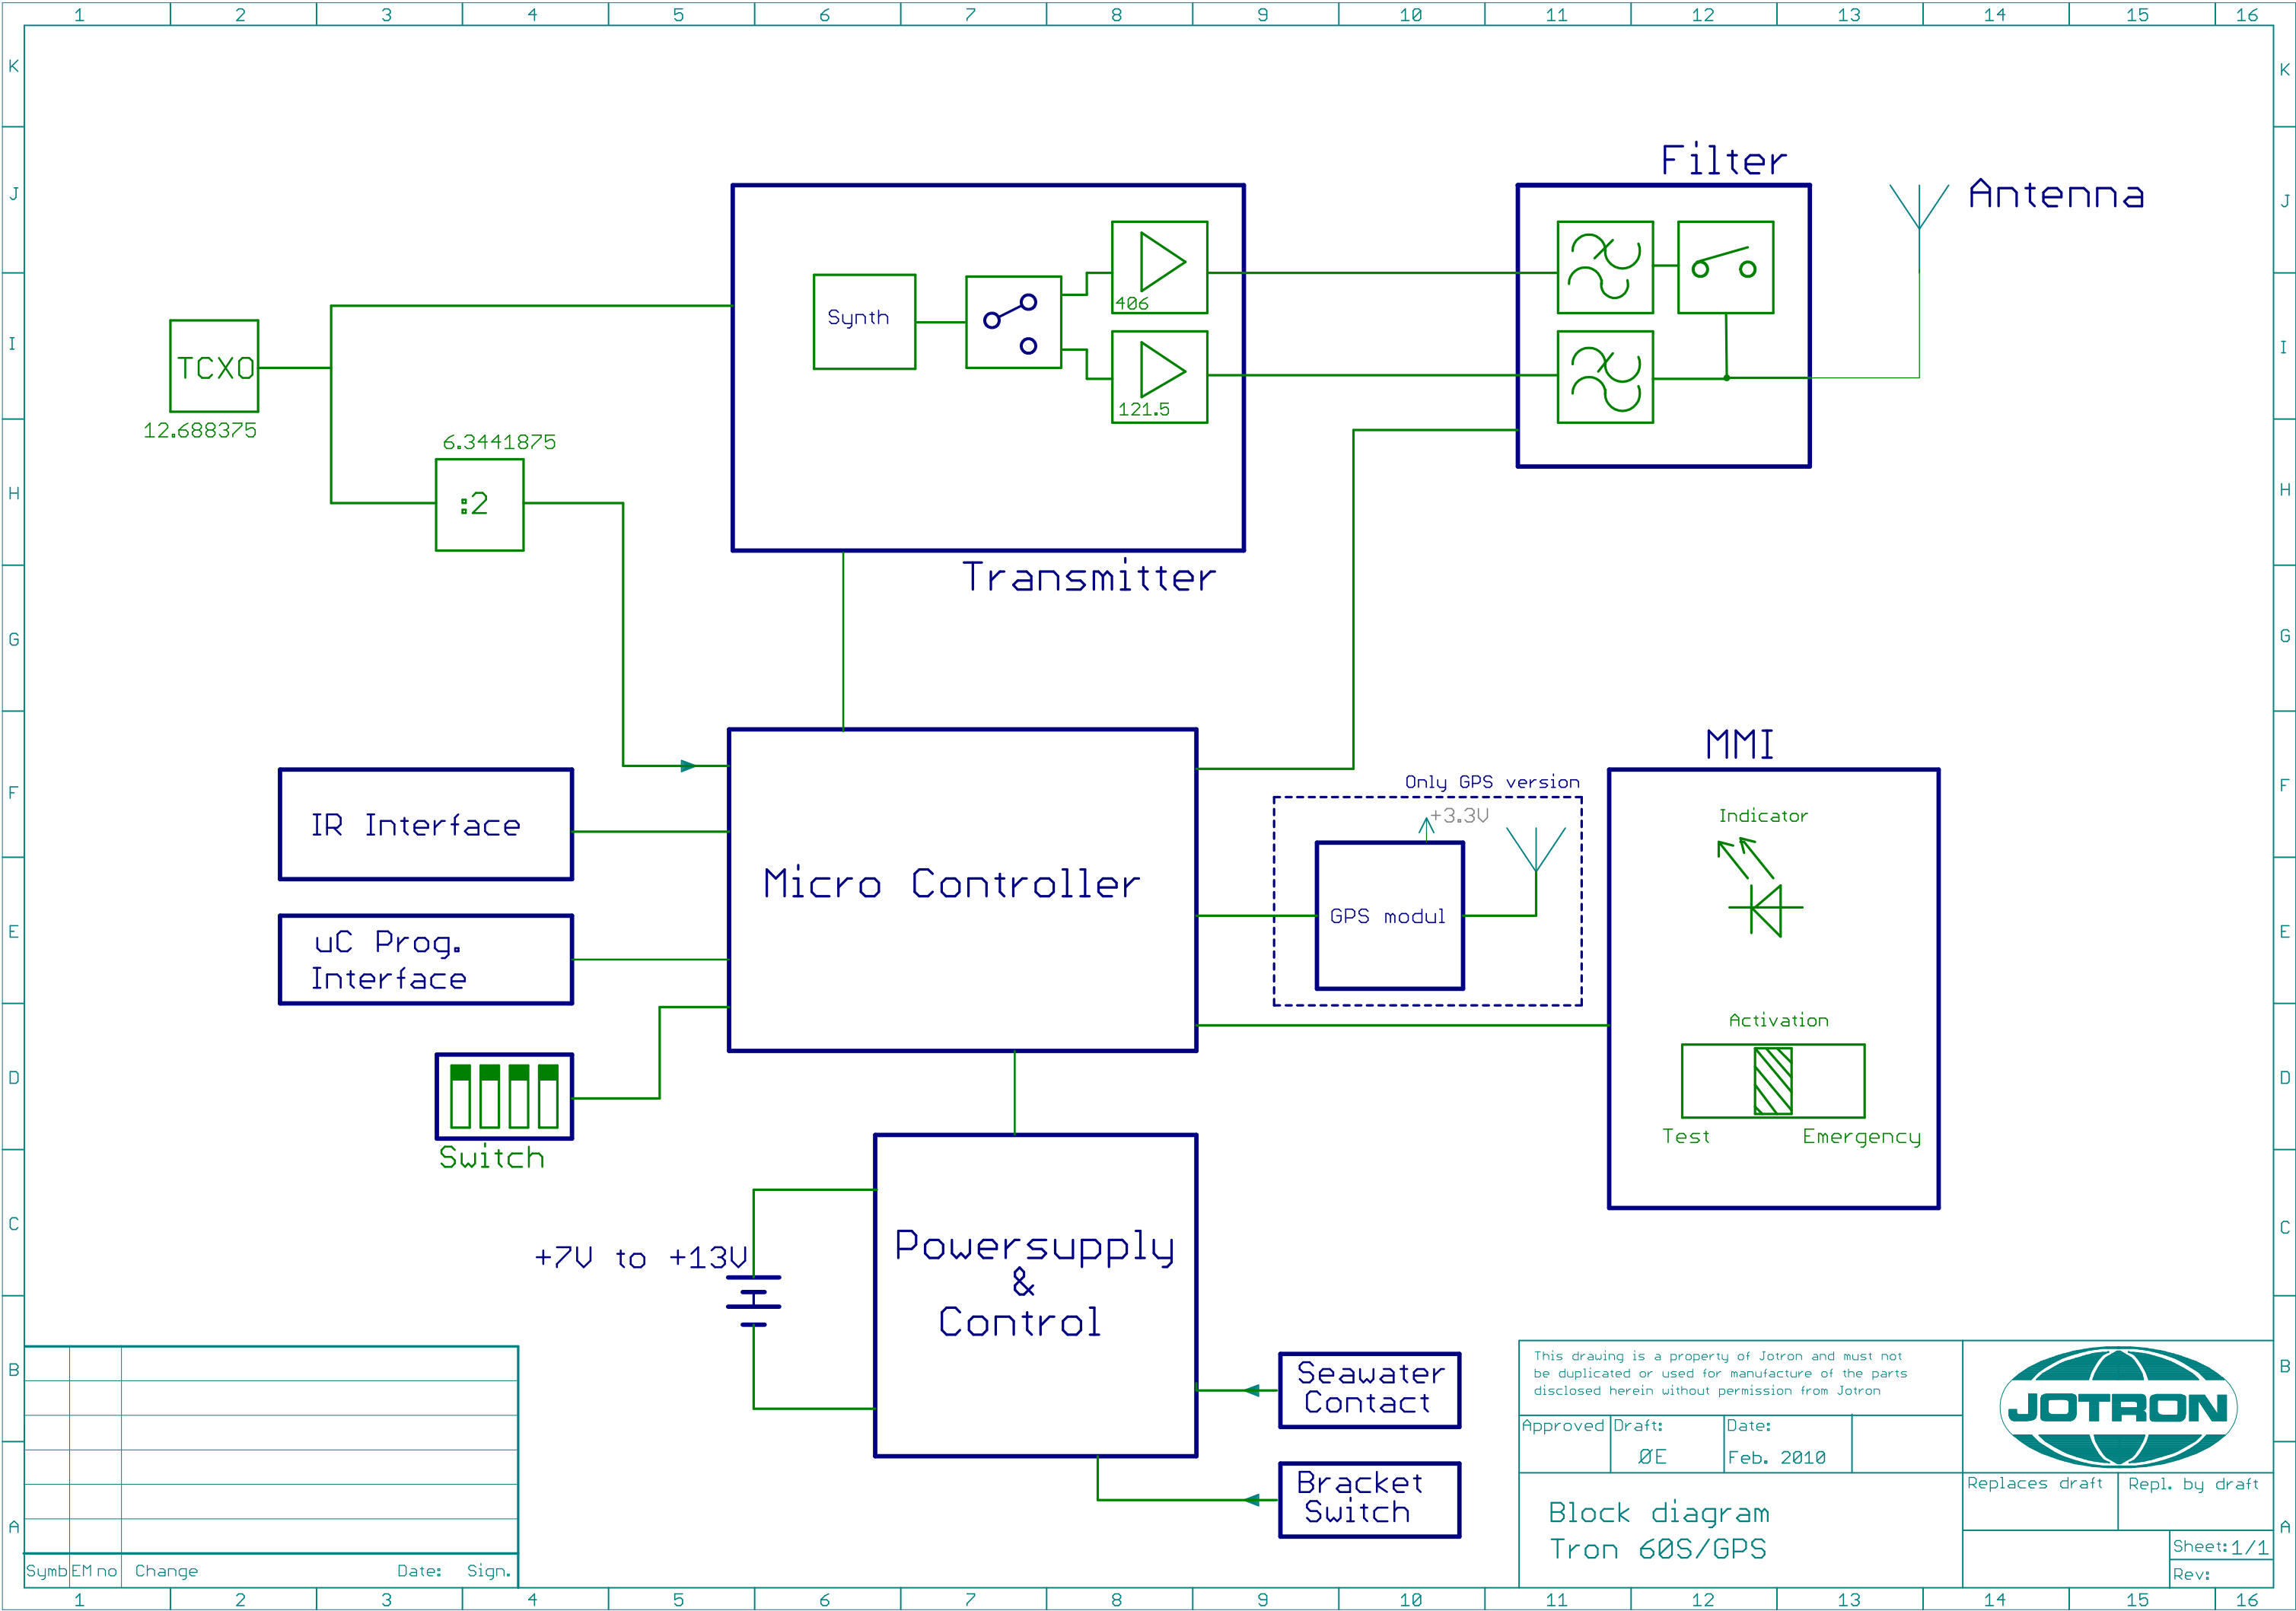 1 2 3 4 5 6 7 8 9 10 11 12 13 14 15 16
K
K
J
J
I
I
H
H
G
G
F
F
E
E
D
D
C
C
B
B
A
A
Filter
Antenna
Synth
406
121.5
TCXO
12.688375
6.3441875
:2
Transmitter
MMI
IR Interface
Only GPS version
+3.3V
Indicator
Micro Controller
GPS modul
uC Prog.
Interface
Activation
Test
Emergency
Switch
+7V to +13V
Powersupply
&
Control
Seawater
Contact
Bracket
Switch
This drawing is a property of Jotron and must not
be duplicated or used for manufacture of the parts
disclosed herein without permission from Jotron
JOTRON
Approved
Draft:
ØE
Date:
Feb. 2010
Replaces draft
Repl. by draft
Block diagram
Tron 60S/GPS
Sheet: 1/1
Rev:
Symb EM no Change Date: Sign.
1 2 3 4 5 6 7 8 9 10 11 12 13 14 15 16